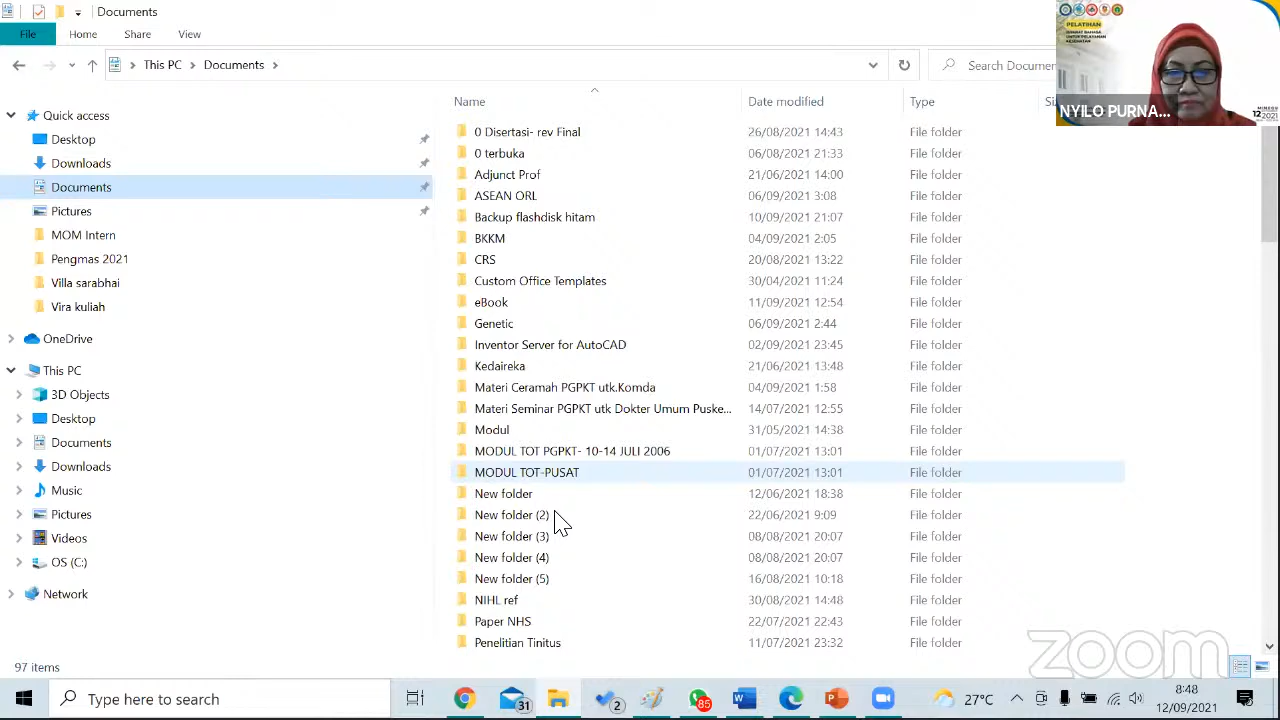 Documents
File Home Share View
This PC Documents
Search Documen
Name Date modified Type
0 Disertasi- rev Final 26/08/2021 14:43 File folder
0 terbuka 06/08/2021 21:33 File folder
Adjunct Prof 21/06/2021 14:00 File folder
ASEAN ORL 06/09/2021 3:08 File folder
Backup flashdisk hitam 10/09/2021 21:07 File folder
BKKM 04/09/2021 2:05 File folder
CRS 20/08/2021 13:22 File folder
Custom Office Templates 30/04/2021 11:24 File folder
eBook 11/09/2021 12:54 File folder
Genetic 06/09/2021 2:44 File folder
Inventor Server for AutoCAD 02/09/2021 23:45 File folder
Kedaireka 21/06/2021 13:48 File folder
Materi Ceramah PGPKT utk.Komda 04/09/2021 1:58 File folder
Materi Seminar PGPKT utk Dokter Umum Puske... 14/07/2021 12:55 File folder
Modul 31/05/2021 14:38 File folder
MODUL TOT PGPKT- 10-14 JULI 2006 01/07/2021 13:01 File folder
MODUL TOT-PUSAT 01/07/2021 13:01 File folder
New folder 12/06/2021 18:38 File folder
New folder (2) 22/06/2021 9:09 File folder
New folder (3) 08/08/2021 20:07 File folder
New folder (4) 08/08/2021 20:07 File folder
New folder (5) 16/08/2021 10:18 File folder
NIHL ref 30/08/2021 14:48 File folder
Paper NHS 22/07/2021 22:43 File folder
Penelitian Tinitus 11/07/2021 23:32 File folder
Quick access
Desktop
Downloads
Documents
Pictures
MOM Intern
Pengmas 2021
Villa sarabhai
Vira kuliah
OneDrive
This PC
3D Objects
Desktop
Documents
Downloads
Music
Pictures
Videos
OS (C:)
Network
97 items
PELATIHAN
ISYARAT BAHASA
UNTUK PELAYANAN
KESEHATAN
NYILO PURNA...
MINGGU
12
2021
zoom
Type here to search
31
2
85
27°C
8:48
12/09/2021